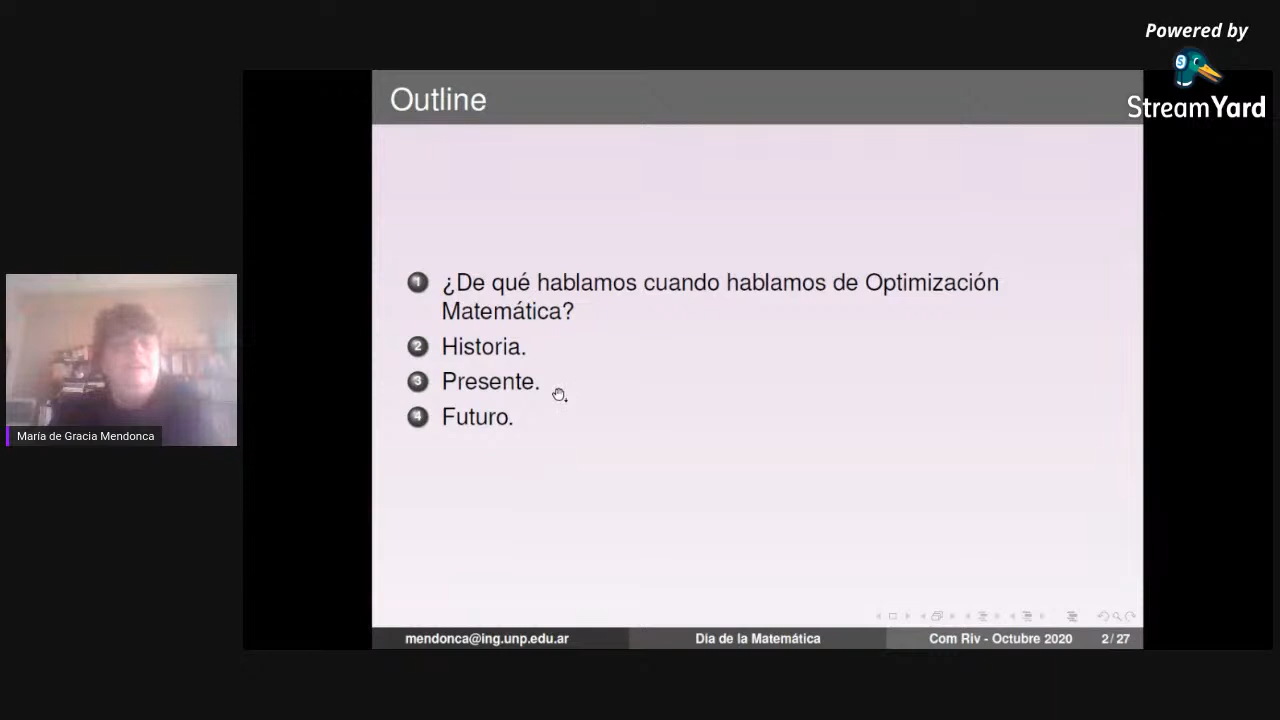 Powered by
StreamYard
Outline
1 ¿De qué hablamos cuando hablamos de Optimización
Matemática?
2 Historia.
3 Presente.
4 Futuro.
María de Gracia Mendonca
mendonca@ing.unp.edu.ar Dia de la Matemática Com Riv - Octubre 2020 2 / 27